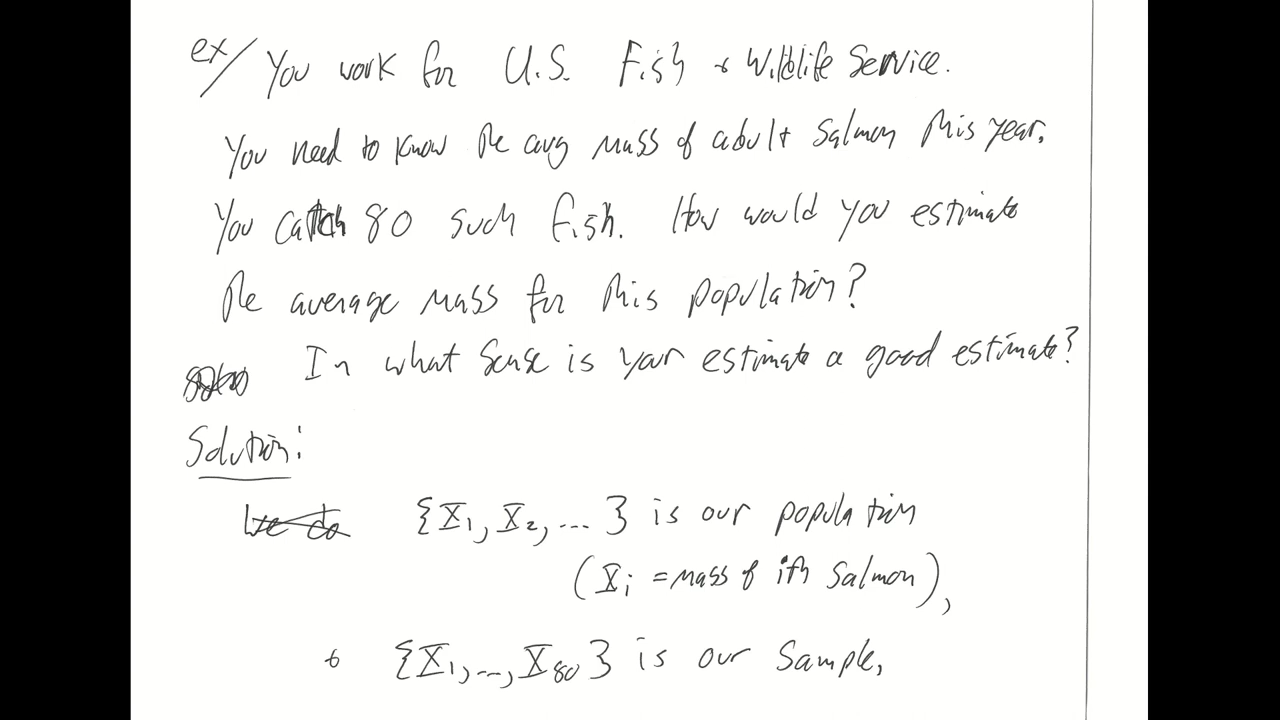 ex/ You work for U.S. Fish + Wildlife Service.
You need to know the avg mass of adult salmon this year.
You catch 80 such fish. How would you estimate
the average mass for this population?
In what sense is your estimate a good estimate?
Solution:
We do {X₁, X₂, ... } is our population
(Xᵢ = mass of ith salmon),
+ {X₁, ..., X₈₀} is our sample,